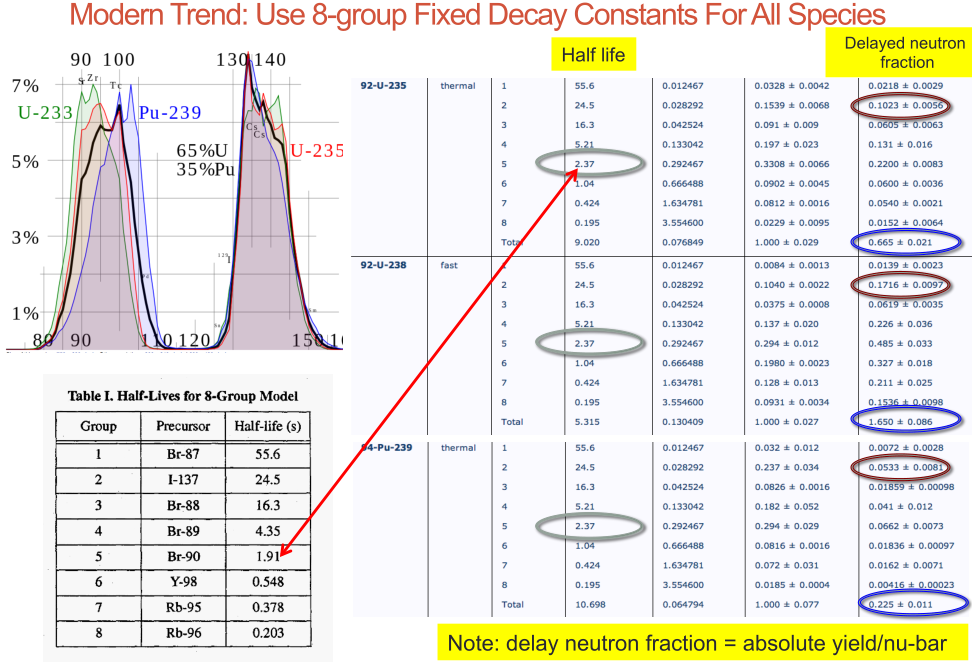 Modern Trend: Use 8-group Fixed Decay Constants For All Species
Half life
Delayed neutron
fraction
90 100
130 140
Sr Zr
Tc
7%
U-233
Pu-239
Cs
Cs
65%U
35%Pu
U-235
5%
3%
1%
80 90 110 120 150
92-U-235 thermal 1 55.6 0.012467 0.0328 ± 0.0042 0.0218 ± 0.0029
2 24.5 0.028292 0.1539 ± 0.0068 0.1023 ± 0.0056
3 16.3 0.042524 0.091 ± 0.009 0.0605 ± 0.0063
4 5.21 0.133042 0.197 ± 0.023 0.131 ± 0.016
5 2.37 0.292467 0.3308 ± 0.0066 0.2200 ± 0.0083
6 1.04 0.666488 0.0902 ± 0.0045 0.0600 ± 0.0036
7 0.424 1.634781 0.0812 ± 0.0016 0.0540 ± 0.0021
8 0.195 3.554600 0.0229 ± 0.0095 0.0152 ± 0.0064
Total 9.020 0.076849 1.000 ± 0.029 0.665 ± 0.021
92-U-238 fast 1 55.6 0.012467 0.0084 ± 0.0013 0.0139 ± 0.0023
2 24.5 0.028292 0.1040 ± 0.0022 0.1716 ± 0.0097
3 16.3 0.042524 0.0375 ± 0.0008 0.0619 ± 0.0035
4 5.21 0.133042 0.137 ± 0.020 0.226 ± 0.036
5 2.37 0.292467 0.294 ± 0.012 0.485 ± 0.033
6 1.04 0.666488 0.1980 ± 0.0023 0.327 ± 0.018
7 0.424 1.634781 0.128 ± 0.013 0.211 ± 0.025
8 0.195 3.554600 0.0931 ± 0.0034 0.1536 ± 0.0098
Total 5.315 0.130409 1.000 ± 0.027 1.650 ± 0.086
94-Pu-239 thermal 1 55.6 0.012467 0.032 ± 0.012 0.0072 ± 0.0028
2 24.5 0.028292 0.237 ± 0.034 0.0533 ± 0.0081
3 16.3 0.042524 0.0826 ± 0.0016 0.01859 ± 0.00098
4 5.21 0.133042 0.182 ± 0.052 0.041 ± 0.012
5 2.37 0.292467 0.294 ± 0.029 0.0662 ± 0.0073
6 1.04 0.666488 0.0816 ± 0.0016 0.01836 ± 0.00097
7 0.424 1.634781 0.072 ± 0.031 0.0162 ± 0.0071
8 0.195 3.554600 0.0185 ± 0.0004 0.00416 ± 0.00023
Total 10.698 0.064794 1.000 ± 0.077 0.225 ± 0.011
Table I. Half-Lives for 8-Group Model
Group Precursor Half-life (s)
1 Br-87 55.6
2 I-137 24.5
3 Br-88 16.3
4 Br-89 4.35
5 Br-90 1.91
6 Y-98 0.548
7 Rb-95 0.378
8 Rb-96 0.203
Note: delay neutron fraction = absolute yield/nu-bar